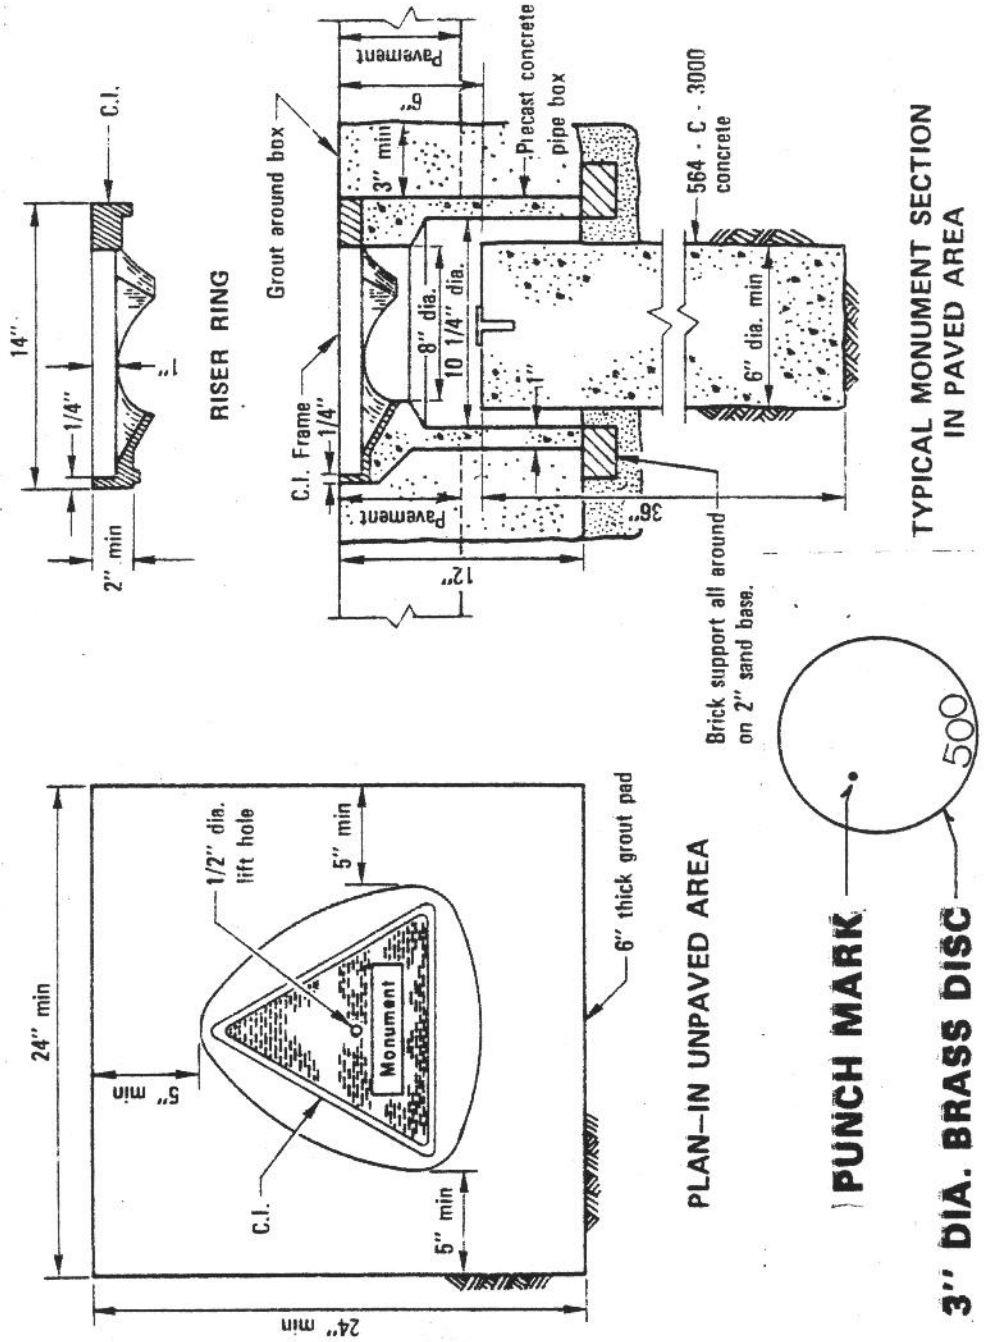 24" min
24" min
5" min
5" min
5" min
1/2" dia.
lift hole
C.I.
Monument
6" thick grout pad
PLAN–IN UNPAVED AREA
PUNCH MARK
3" DIA. BRASS DISC
500
14"
1/4"
2" min
1"
C.I.
RISER RING
Grout around box
C.I. Frame
1/4"
Pavement
Pavement
6"
3"
min
8" dia.
10 1/4" dia.
1"
12"
36"
Precast concrete
pipe box
564 - C - 3000
concrete
6" dia. min
Brick support all around
on 2" sand base.
TYPICAL MONUMENT SECTION
IN PAVED AREA